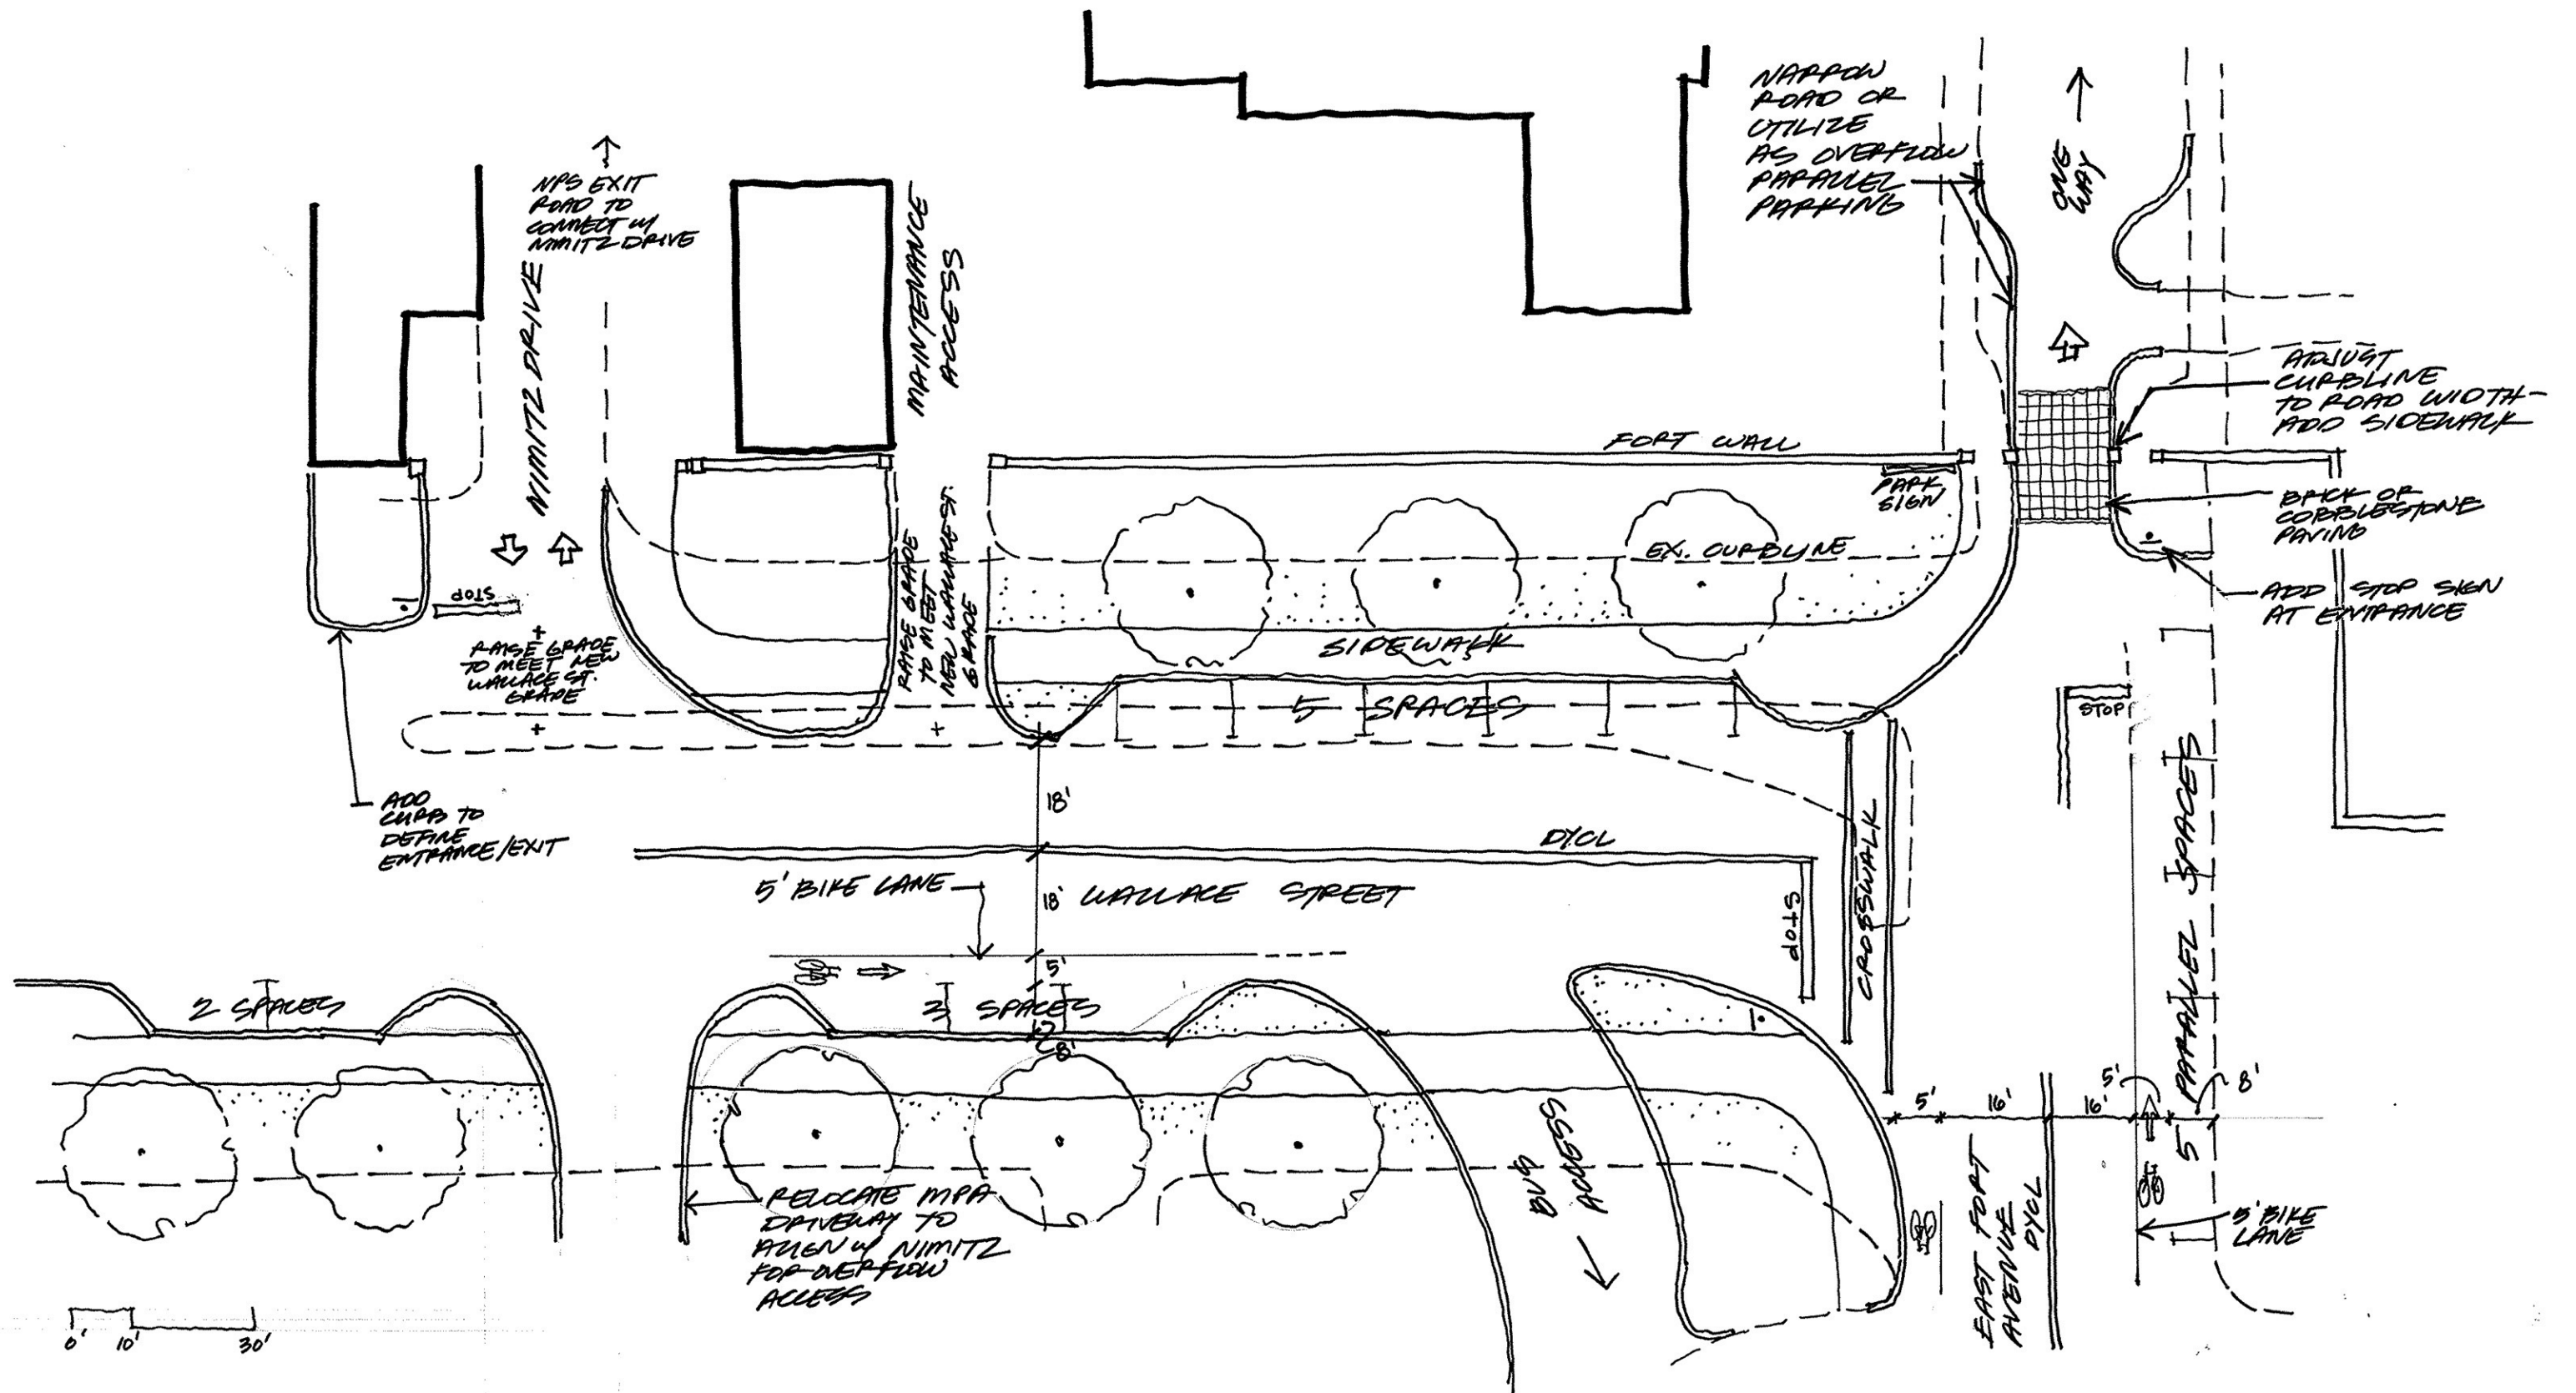 NARROW
ROAD OR
UTILIZE
AS OVERFLOW
PARALLEL
PARKING
ONE
WAY
NPS EXIT
ROAD TO
CONNECT W/
NIMITZ DRIVE
NIMITZ DRIVE
MAINTENANCE
ACCESS
ADJUST
CURBLINE
TO ROAD WIDTH-
ADD SIDEWALK
FORT WALL
PARK
SIGN
BRICK OR
COBBLESTONE
PAVING
EX. CURBLINE
ADD STOP SIGN
AT ENTRANCE
STOP
RAISE GRADE
TO MEET NEW
WALLACE ST.
GRADE
RAISE GRADE
TO MEET
NEW WALLACE ST.
GRADE
SIDEWALK
5 SPACES
STOP
ADD
CURB TO
DEFINE
ENTRANCE/EXIT
18'
DYCL
CROSSWALK
5 PARALLEL SPACES
5' BIKE LANE
18'
WALLACE STREET
STOP
5'
2 SPACES
3 SPACES
8'
5'
16'
16'
5'
8'
BUS
ACCESS
EAST FORT
AVENUE
DYCL
RELOCATE MPA
DRIVEWAY TO
ALIGN W/ NIMITZ
FOR OVERFLOW
ACCESS
5' BIKE
LANE
0' 10' 30'